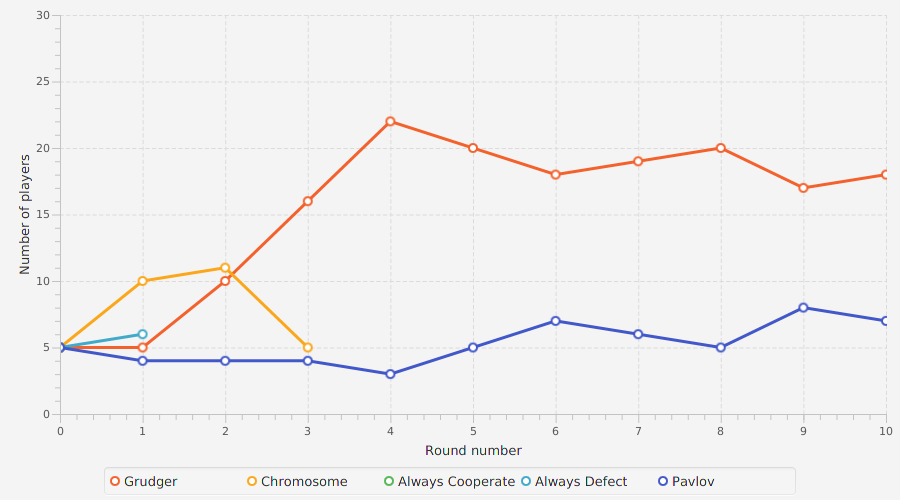 30
25
20
15
10
5
0
Number of players
0 1 2 3 4 5 6 7 8 9 10
Round number
Grudger Chromosome Always Cooperate Always Defect Pavlov